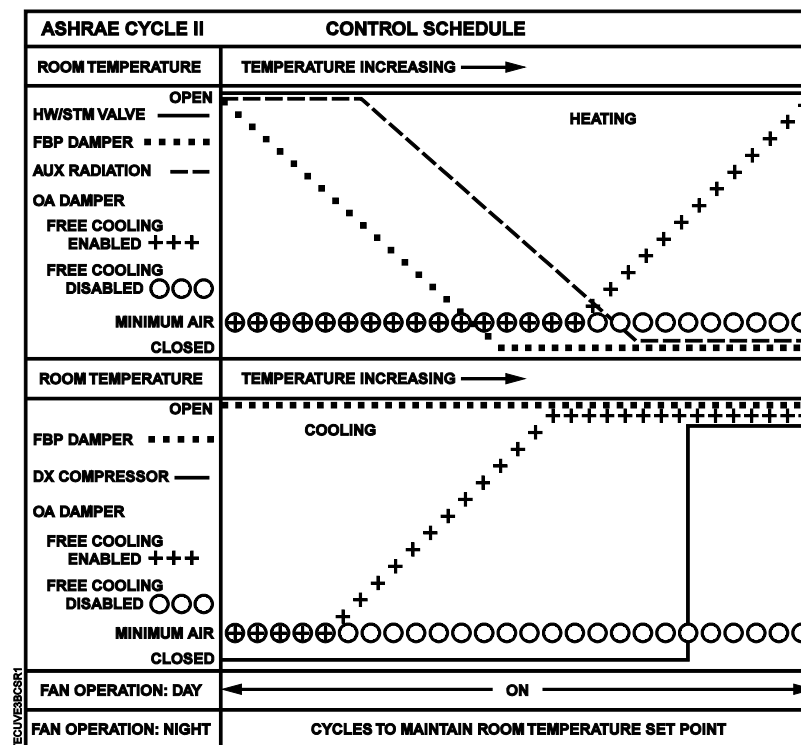 ASHRAE CYCLE II CONTROL SCHEDULE
ROOM TEMPERATURE TEMPERATURE INCREASING
OPEN
HW/STM VALVE
HEATING
FBP DAMPER
AUX RADIATION
OA DAMPER
FREE COOLING
ENABLED
FREE COOLING
DISABLED
MINIMUM AIR
CLOSED
ROOM TEMPERATURE TEMPERATURE INCREASING
OPEN
COOLING
FBP DAMPER
DX COMPRESSOR
OA DAMPER
FREE COOLING
ENABLED
FREE COOLING
DISABLED
MINIMUM AIR
CLOSED
FAN OPERATION: DAY ON
FAN OPERATION: NIGHT CYCLES TO MAINTAIN ROOM TEMPERATURE SET POINT